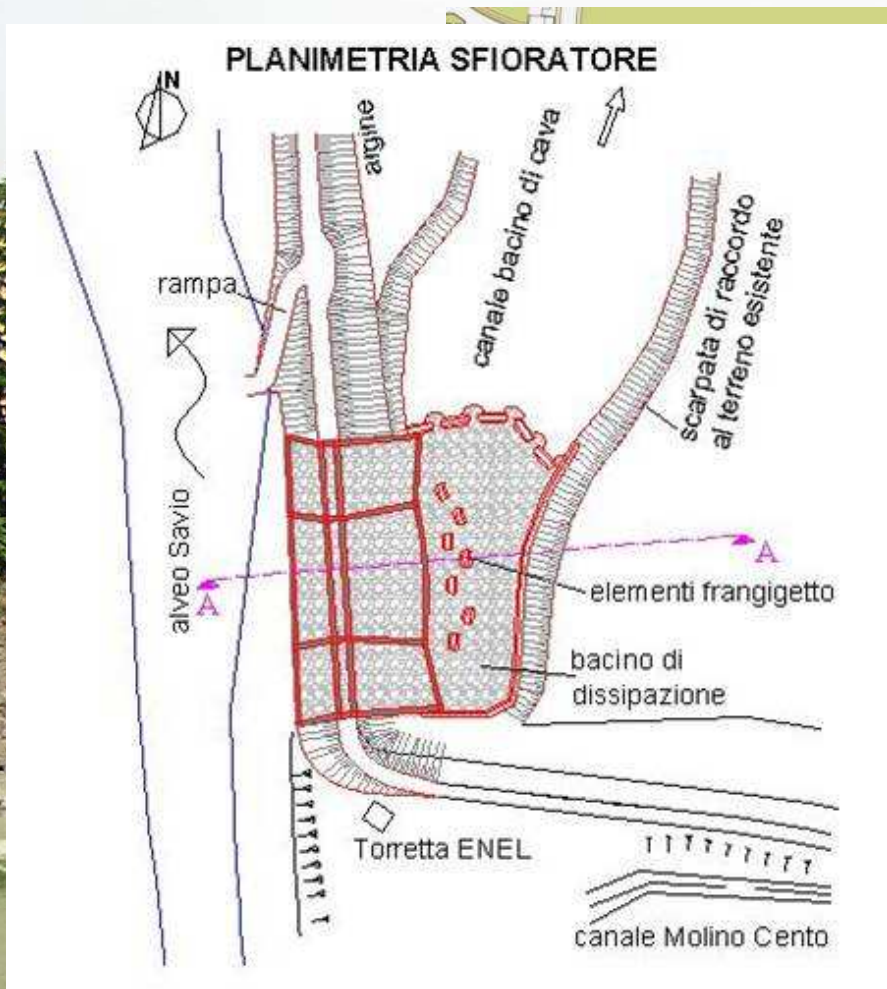 PLANIMETRIA SFIORATORE
N
argine
canale bacino di cava
rampa
scarpata di raccordo
al terreno esistente
alveo Savio
A
A
elementi frangigetto
bacino di
dissipazione
Torretta ENEL
canale Molino Cento